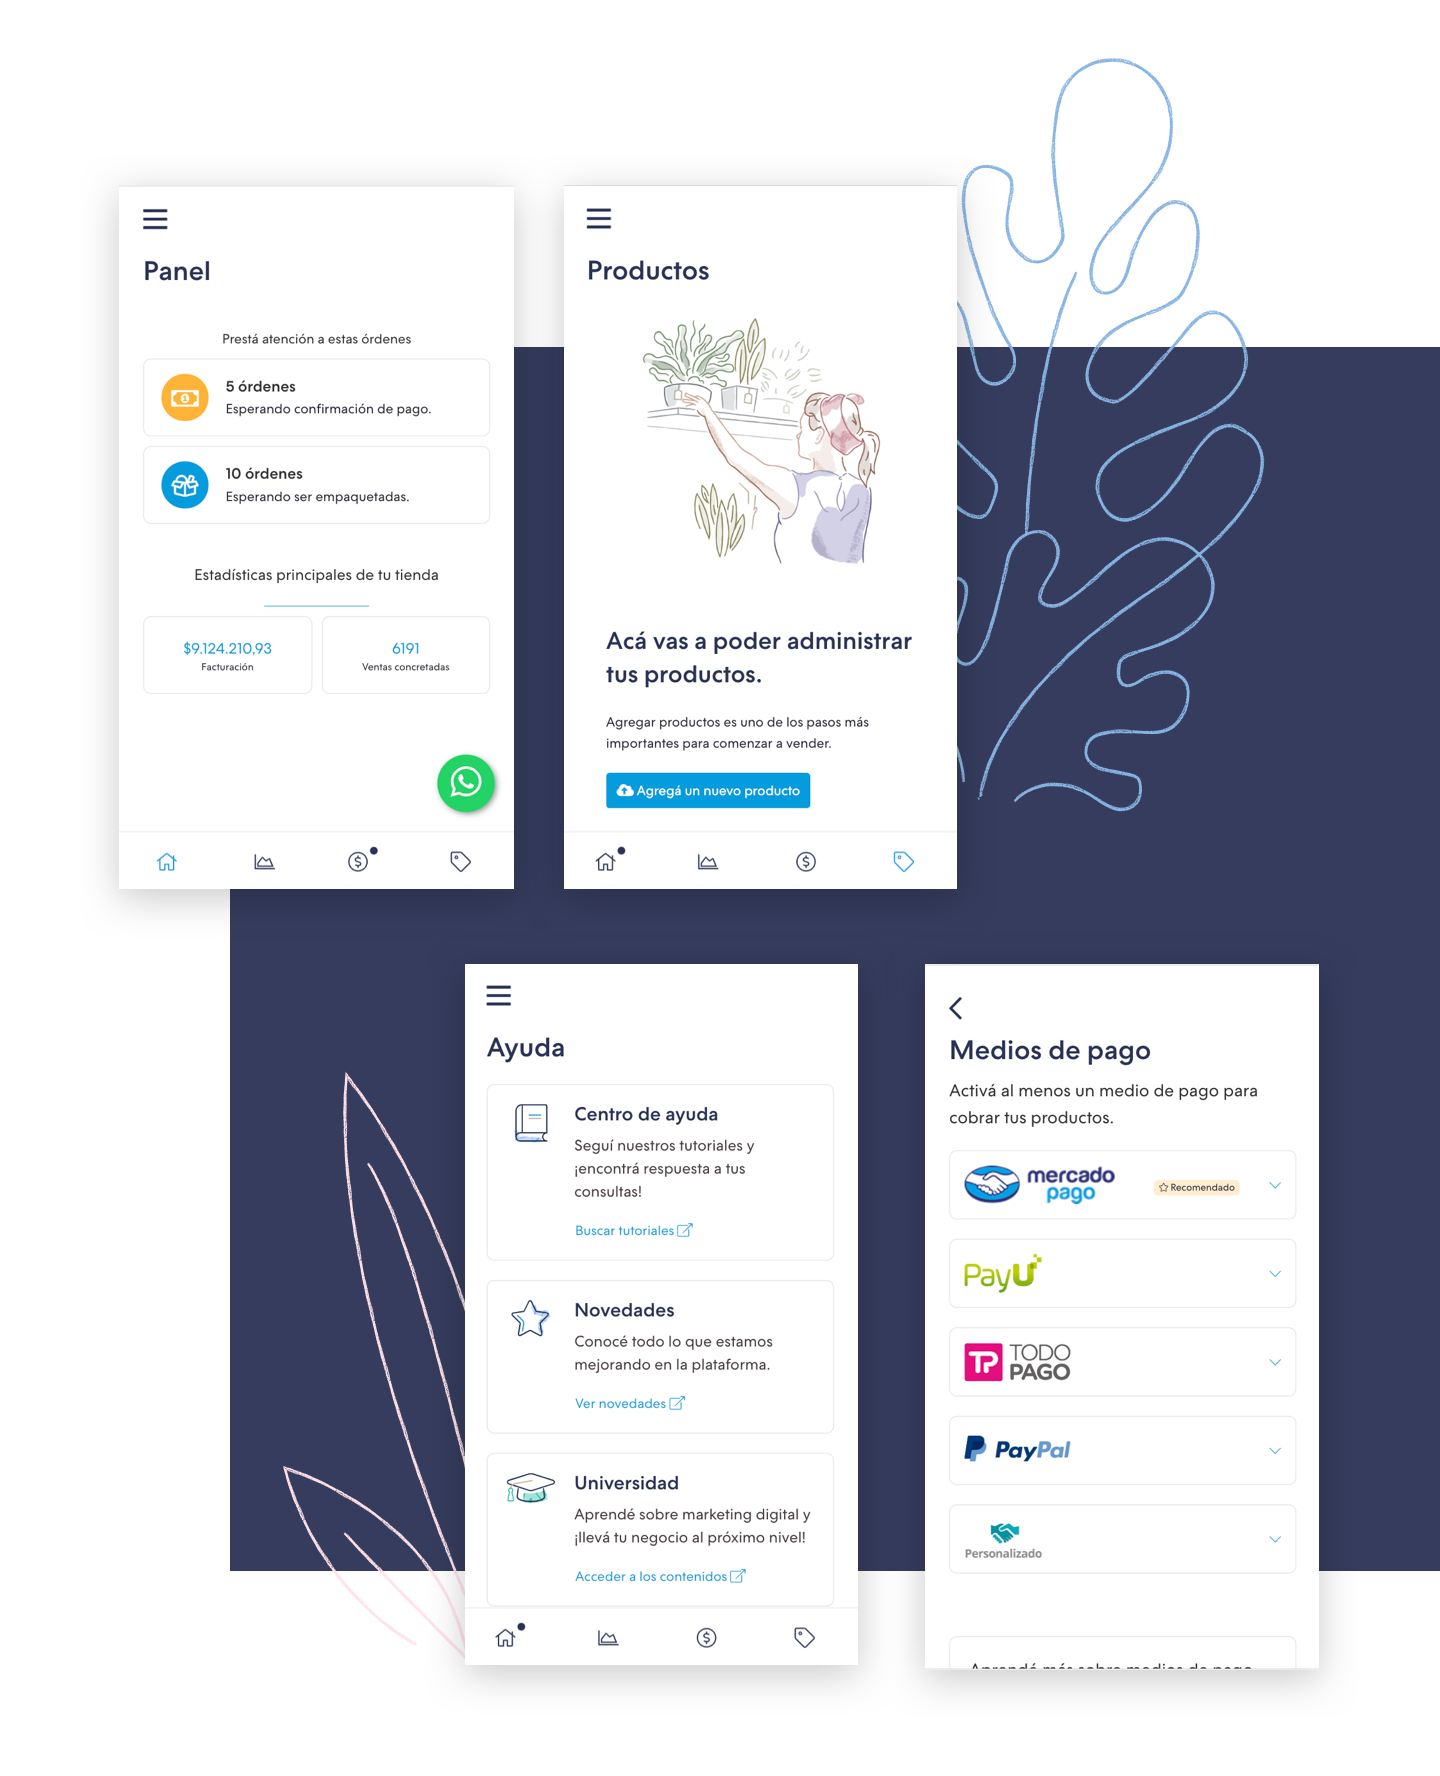 Panel
Prestá atención a estas órdenes
5 órdenes
Esperando confirmación de pago.
10 órdenes
Esperando ser empaquetadas.
Estadísticas principales de tu tienda
$9.124.210,93
Facturación
6191
Ventas concretadas
Productos
Acá vas a poder administrar
tus productos.
Agregar productos es uno de los pasos más
importantes para comenzar a vender.
Agregá un nuevo producto
Ayuda
Centro de ayuda
Seguí nuestros tutoriales y
¡encontrá respuesta a tus
consultas!
Buscar tutoriales
Novedades
Conocé todo lo que estamos
mejorando en la plataforma.
Ver novedades
Universidad
Aprendé sobre marketing digital y
¡llevá tu negocio al próximo nivel!
Acceder a los contenidos
Medios de pago
Activá al menos un medio de pago para
cobrar tus productos.
mercado
pago
Recomendado
PayU
TP TODO
PAGO
PayPal
Personalizado
Aprendé más sobre medios de pago